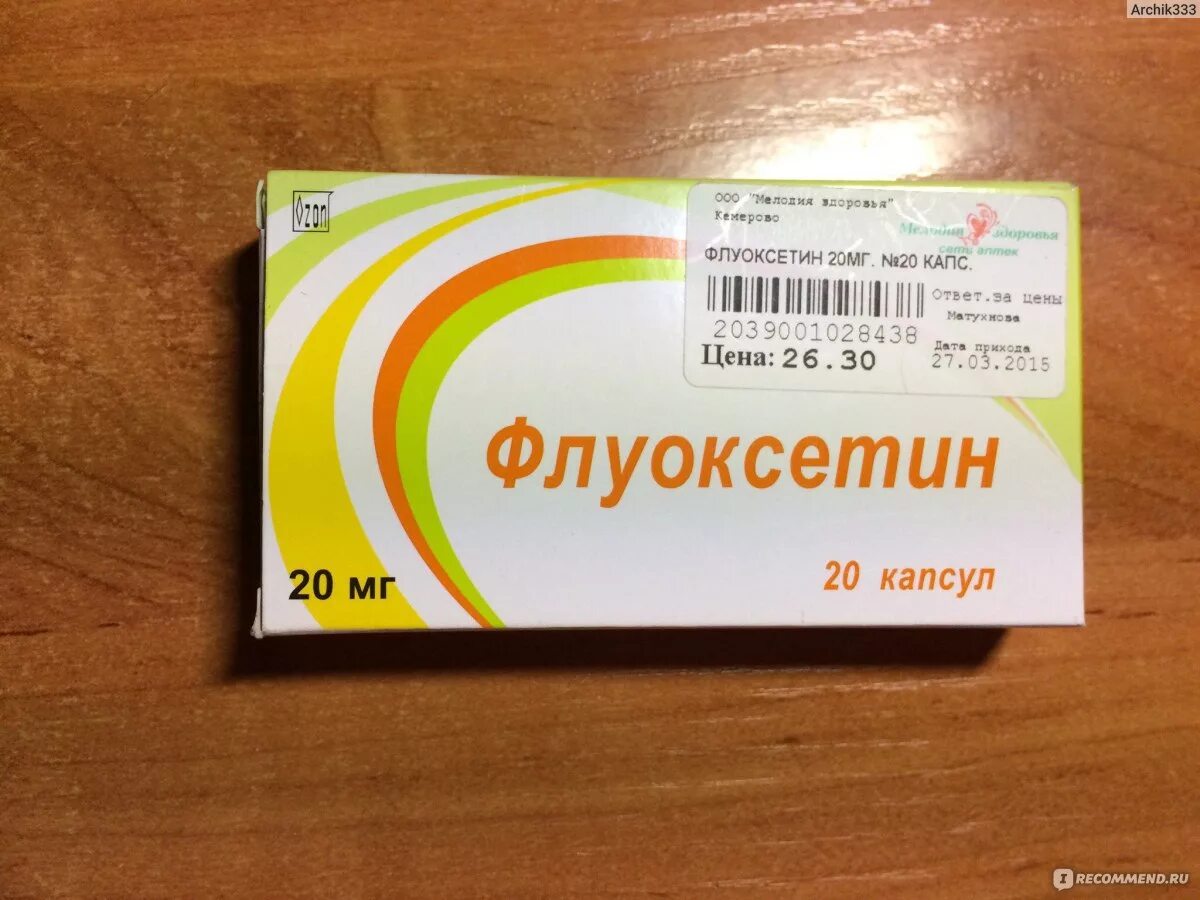 Archik333
Ozon
ООО "Мелодия здоровья"
Кемерово
Мелодия здоровья
сеть аптек
ФЛУОКСЕТИН 20МГ. №20 КАПС.
Ответ.за цены
Матухнова
2039001028438
Дата прихода
Цена: 26.30
27.03.2015
Флуоксетин
20 мг
20 капсул
IRECOMMEND.RU